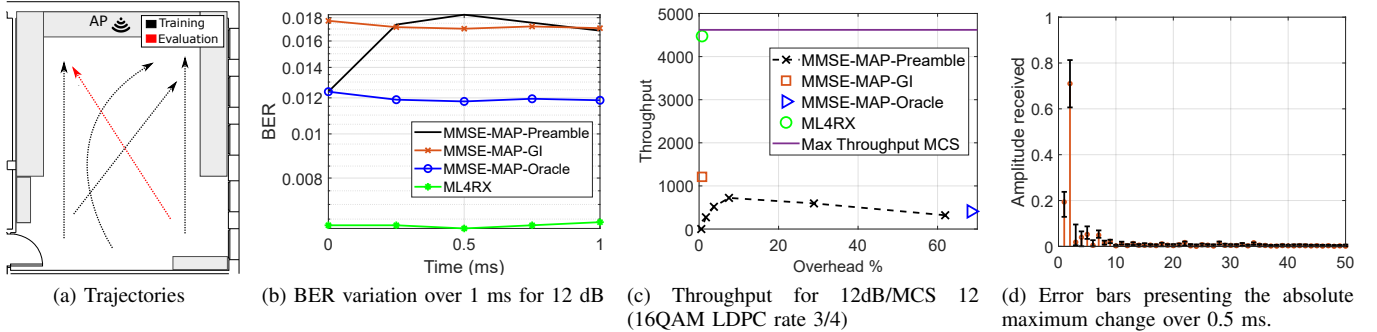 AP
Training
Evaluation
(a) Trajectories
0.018
0.016
0.012
0.01
0.008
BER
MMSE-MAP-Preamble
MMSE-MAP-GI
MMSE-MAP-Oracle
ML4RX
0
0.5
1
Time (ms)
(b) BER variation over 1 ms for 12 dB
5000
4000
3000
2000
1000
0
Throughput
MMSE-MAP-Preamble
MMSE-MAP-GI
MMSE-MAP-Oracle
ML4RX
Max Throughput MCS
0
20
40
60
Overhead %
(c) Throughput for 12dB/MCS 12
(16QAM LDPC rate 3/4)
1
0.8
0.6
0.4
0.2
0
Amplitude received
0
10
20
30
40
50
(d) Error bars presenting the absolute
maximum change over 0.5 ms.